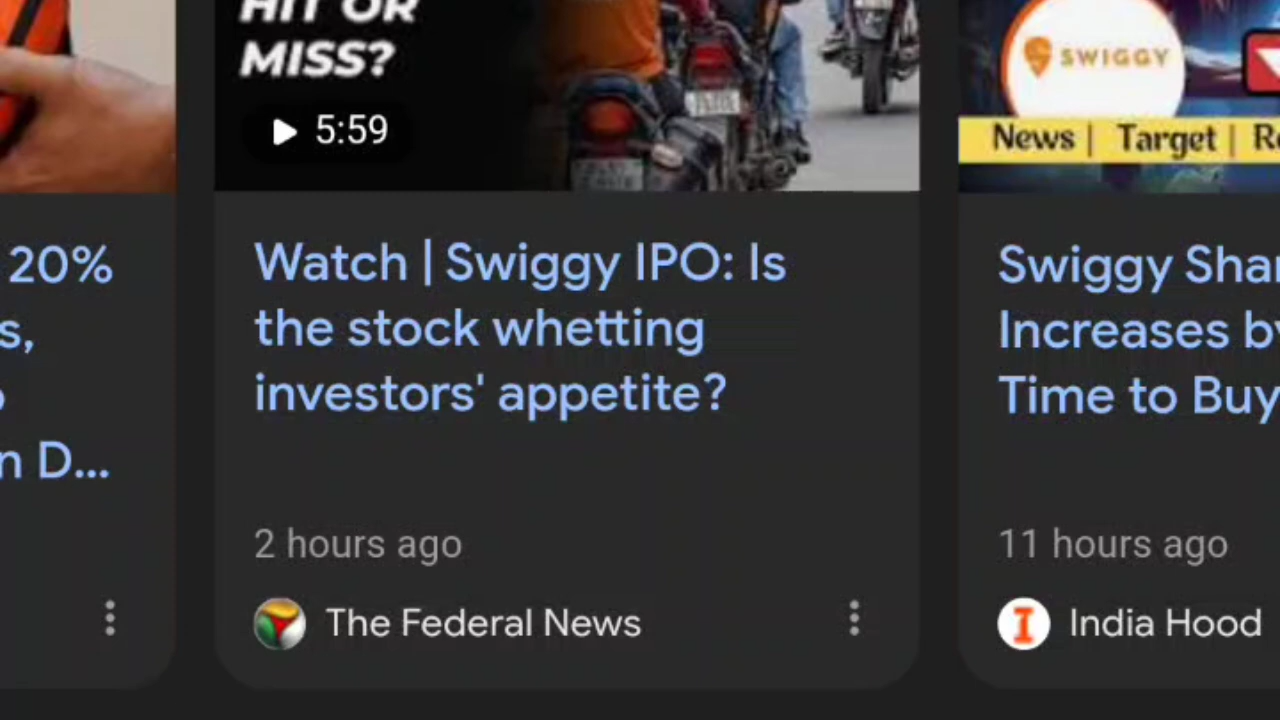 HIT OR
MISS?
5:59
SWIGGY
News | Target |
20%
s,
n D...
Watch | Swiggy IPO: Is
the stock whetting
investors' appetite?
2 hours ago
The Federal News
Swiggy Shar
Increases by
Time to Buy
11 hours ago
India Hood